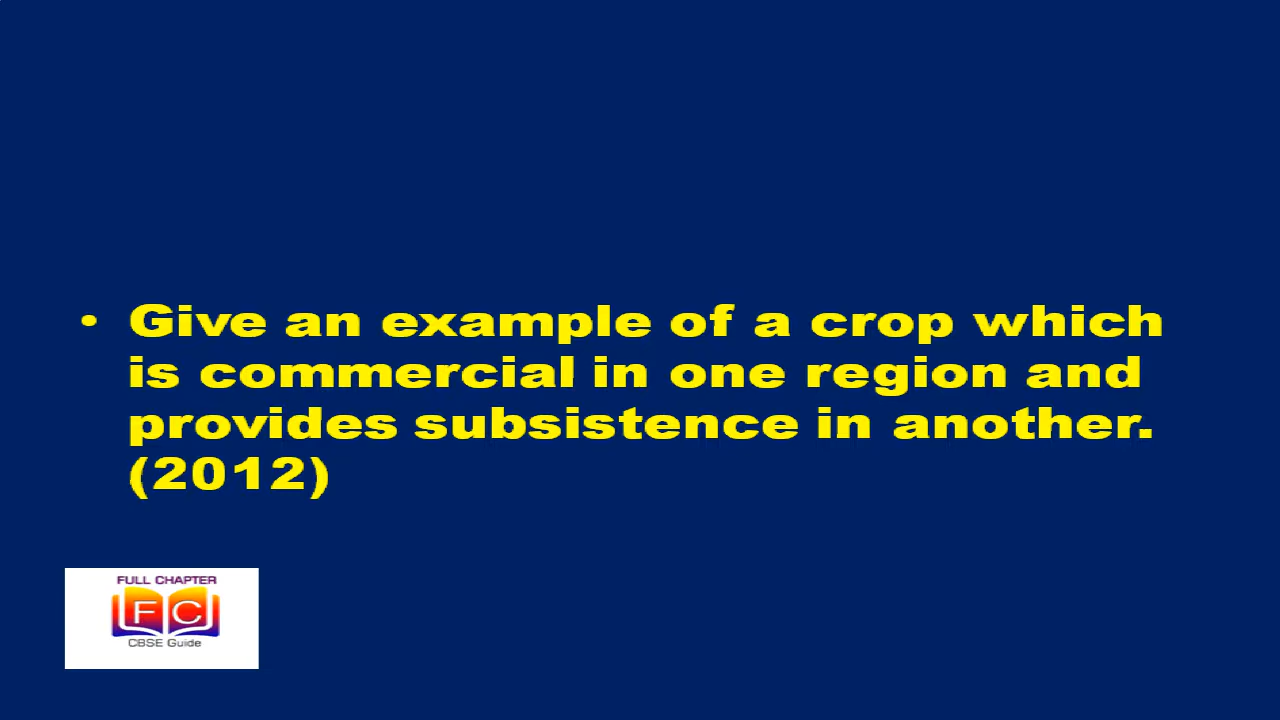 • Give an example of a crop which
is commercial in one region and
provides subsistence in another.
(2012)
FULL CHAPTER
FC
CBSE Guide